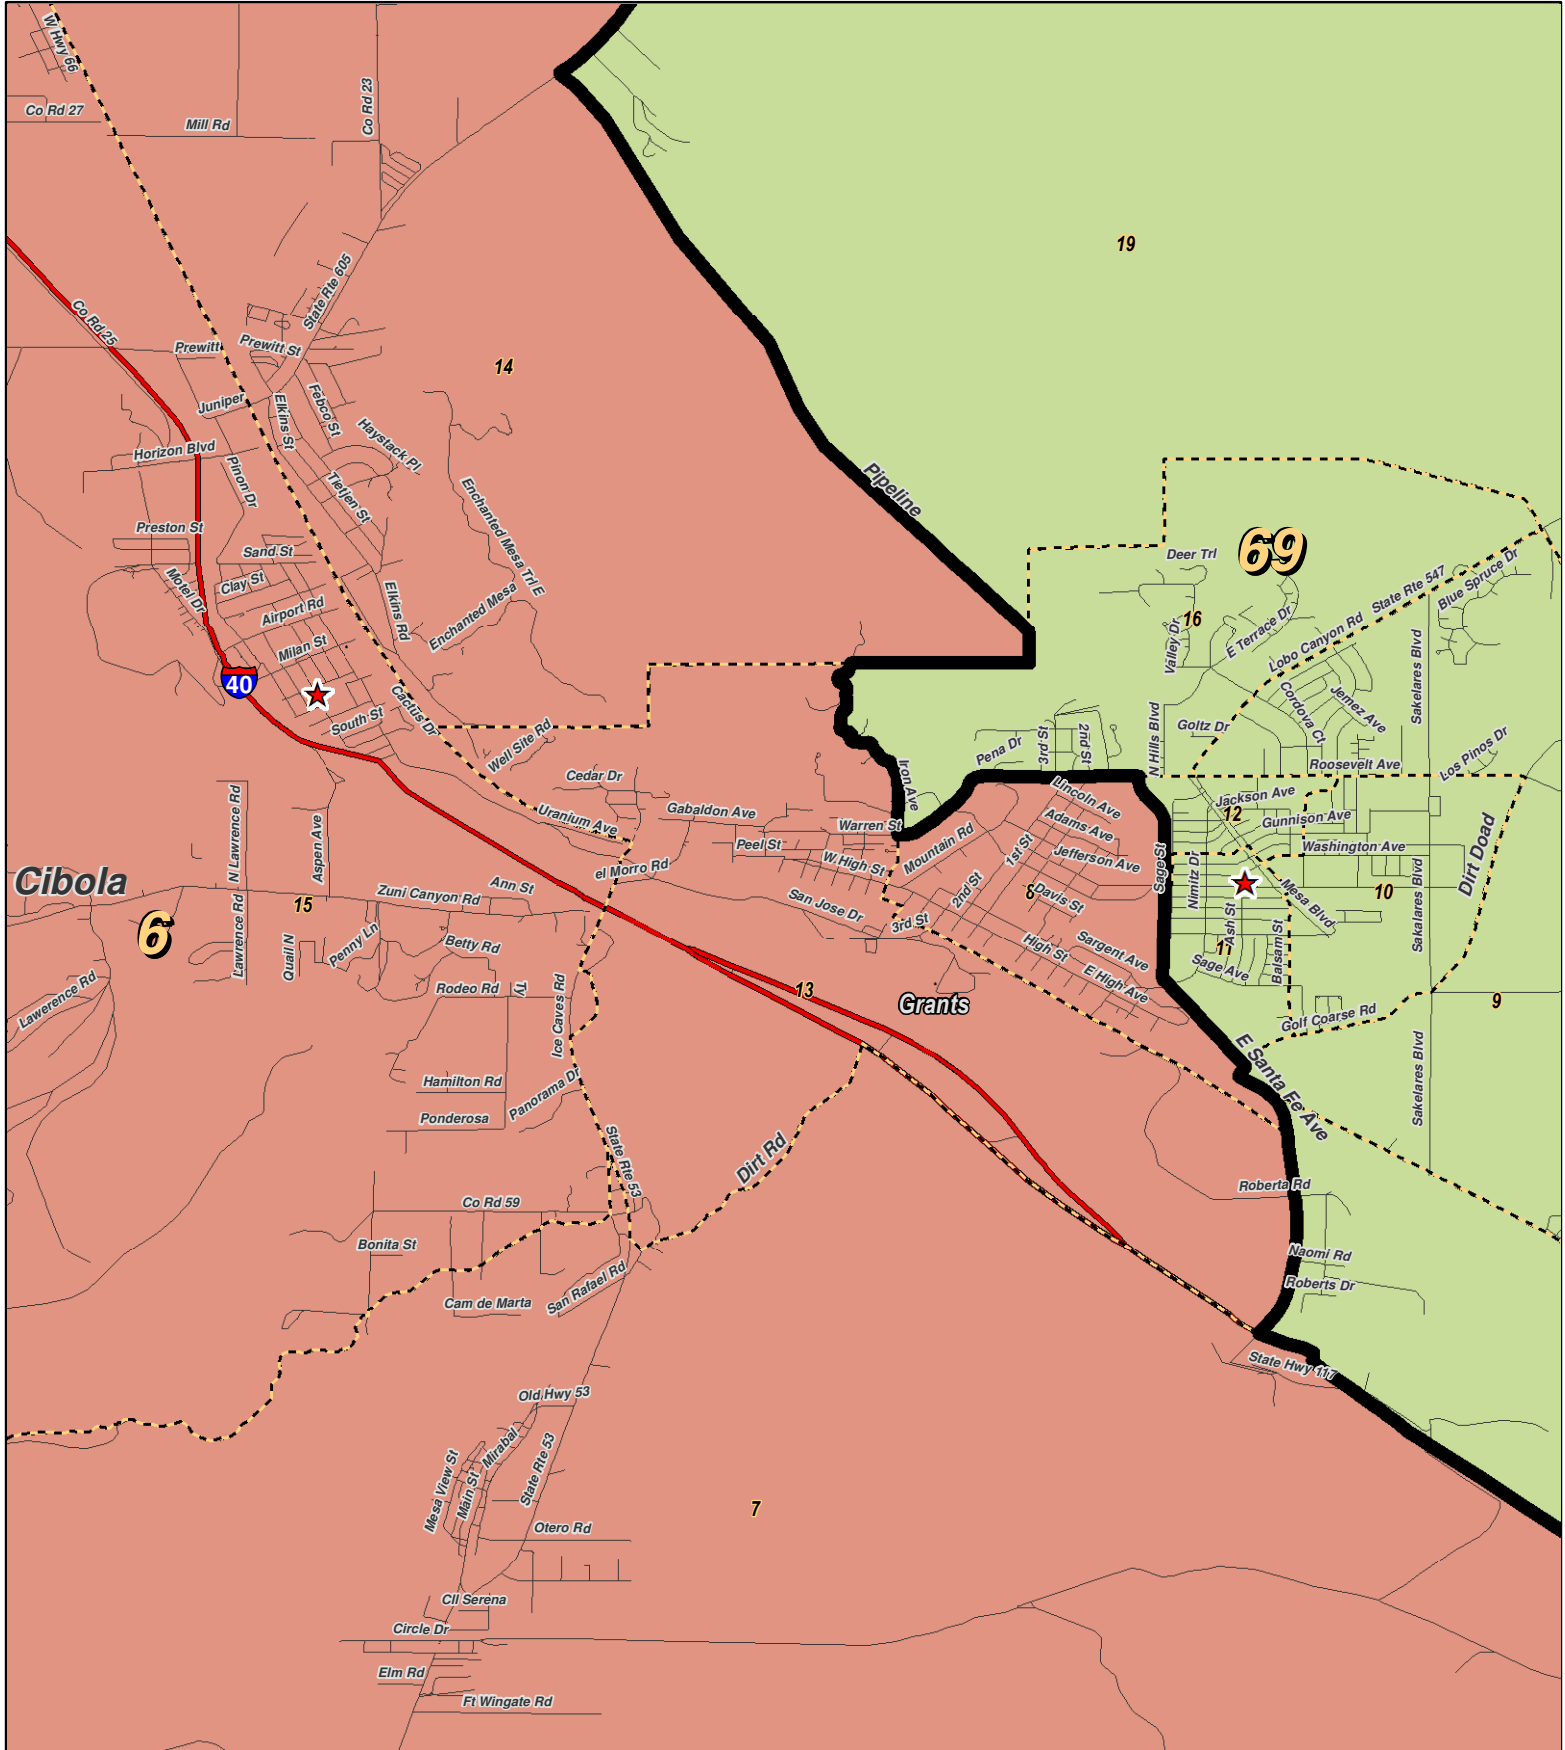 W Hwy 66
Co Rd 27
Mill Rd
Co Rd 23
19
Co Rd 25
State Rte 605
Prewitt
Prewitt St
14
Juniper
Elkins St
Febco St
Haystack Pl
Horizon Blvd
Pinon Dr
Tietjen St
Pipeline
Enchanted Mesa Trl E
Preston St
Sand St
69
Deer Trl
State Rte 547
Blue Spruce Dr
Motel Dr
Clay St
Airport Rd
Elkins Rd
Enchanted Mesa
16
Valley Dr
E Terrace Dr
Lobo Canyon Rd
Milan St
40
Sakelares Blvd
Cactus Dr
South St
Well Site Rd
Cordova Ct
Jemez Ave
Goltz Dr
N Hills Blvd
Pena Dr
3rd St
2nd St
Los Pinos Dr
Roosevelt Ave
Cedar Dr
Iron Ave
Lincoln Ave
Jackson Ave
12
Gunnison Ave
N Lawrence Rd
Aspen Ave
Uranium Ave
Gabaldon Ave
Warren St
Adams Ave
Mountain Rd
Peel St
W High St
1st St
Jefferson Ave
Sage St
Washington Ave
Dirt Doad
Cibola
el Morro Rd
Ann St
Zuni Canyon Rd
15
2nd St
8
Davis St
Nimitz Dr
Mesa Blvd
10
Sakalares Blvd
6
Lawrence Rd
Quail N
Penny Ln
Betty Rd
San Jose Dr
3rd St
High St
Sargent Ave
E High Ave
11
Ash St
Balsam St
Sage Ave
Lawerence Rd
Rodeo Rd
Ty
Ice Caves Rd
13
Grants
9
Golf Coarse Rd
E Santa Fe Ave
Sakelares Blvd
Hamilton Rd
Panorama Dr
Ponderosa
State Rte 53
Dirt Rd
Roberta Rd
Co Rd 59
Bonita St
Naomi Rd
Roberts Dr
San Rafael Rd
Cam de Marta
State Hwy 117
Old Hwy 53
Mirabal
Mesa View St
Main St
State Rte 53
7
Otero Rd
Cll Serena
Circle Dr
Elm Rd
Ft Wingate Rd